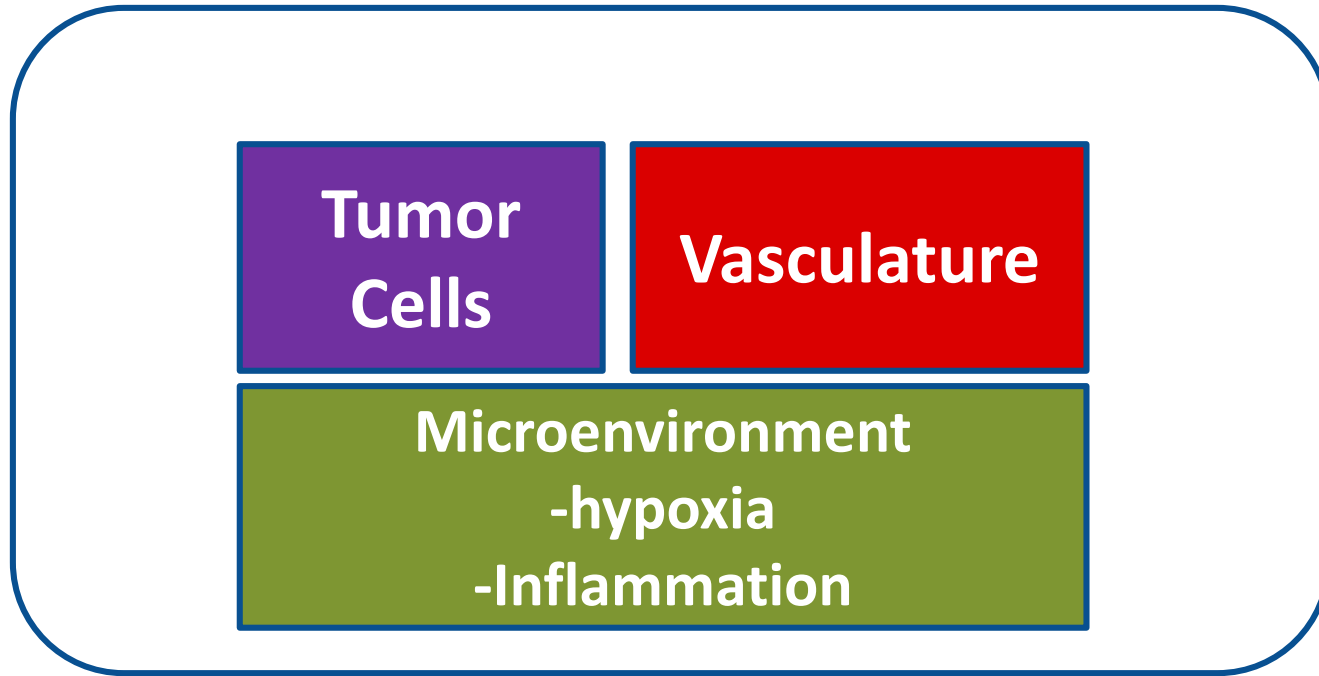 Tumor
Cells
Vasculature
Microenvironment
-hypoxia
-Inflammation